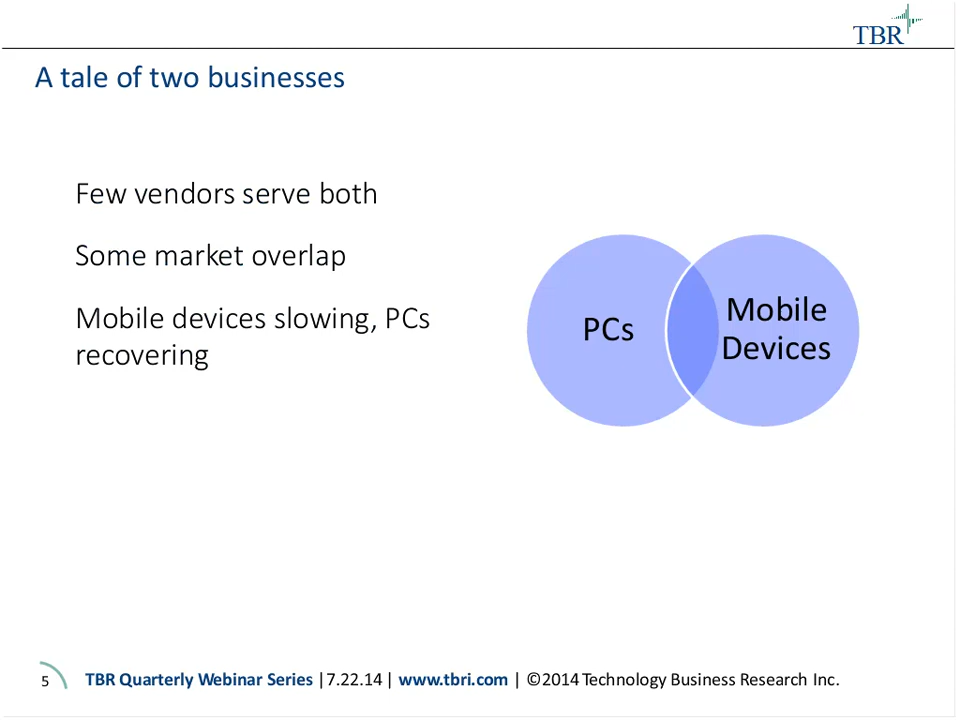 TBR
A tale of two businesses
Few vendors serve both
Some market overlap
Mobile devices slowing, PCs
recovering
PCs
Mobile
Devices
5 TBR Quarterly Webinar Series |7.22.14 | www.tbri.com | ©2014 Technology Business Research Inc.